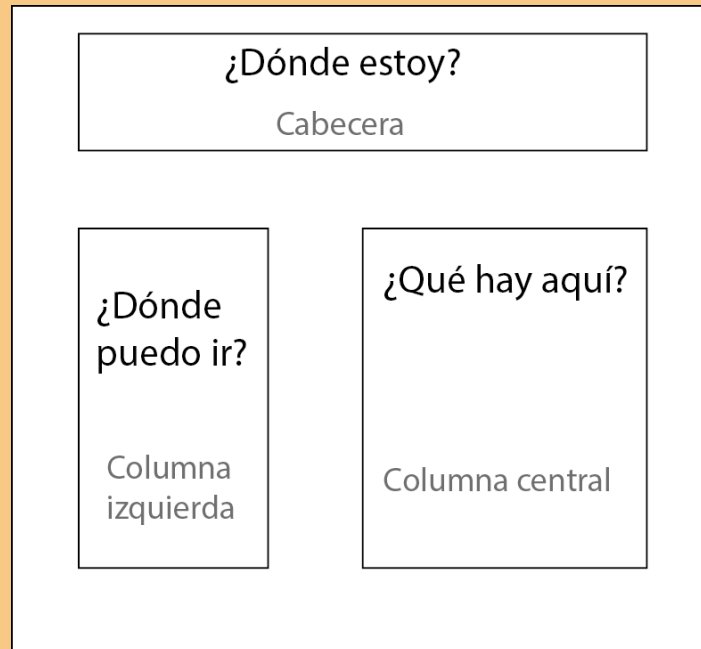 ¿Dónde estoy?
Cabecera
¿Dónde
puedo ir?
Columna
izquierda
¿Qué hay aquí?
Columna central